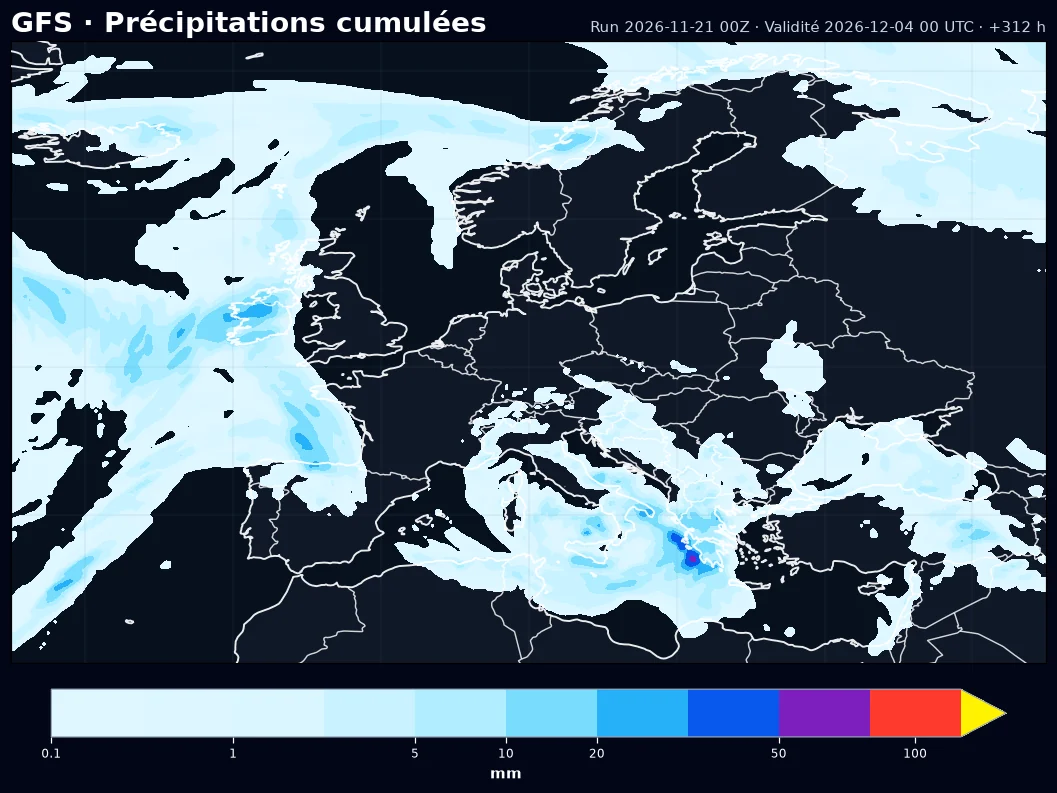 GFS · Précipitations cumulées
Run 2026-11-21 00Z · Validité 2026-12-04 00 UTC · +312 h
0.1 1 5 10 20 50 100
mm